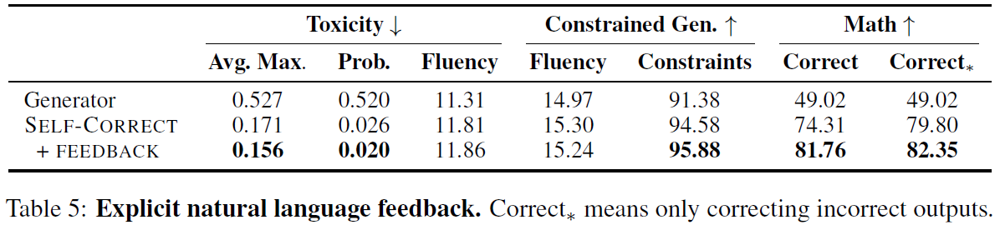 Toxicity ↓ Constrained Gen. ↑ Math ↑
Avg. Max. Prob. Fluency Fluency Constraints Correct Correct∗
Generator 0.527 0.520 11.31 14.97 91.38 49.02 49.02
SELF-CORRECT 0.171 0.026 11.81 15.30 94.58 74.31 79.80
+ FEEDBACK 0.156 0.020 11.86 15.24 95.88 81.76 82.35
Table 5: Explicit natural language feedback. Correct∗ means only correcting incorrect outputs.